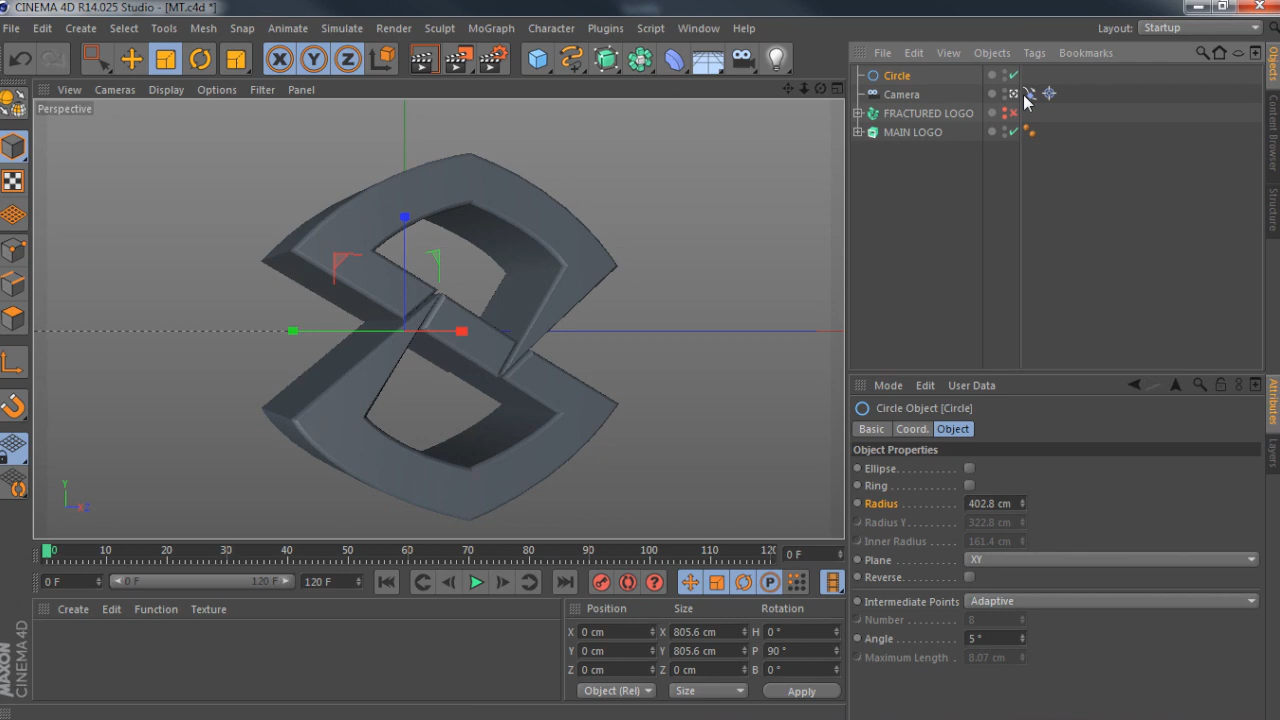 CINEMA 4D R14.025 Studio - [MT.c4d *]
File Edit Create Select Tools Mesh Snap Animate Simulate Render Sculpt MoGraph Character Plugins Script Window Help Layout: Startup
X Y Z
File Edit View Objects Tags Bookmarks
View Cameras Display Options Filter Panel
Perspective
Circle
Camera
FRACTURED LOGO
MAIN LOGO
Objects
Content Browser
Structure
Mode Edit User Data
Circle Object [Circle]
Basic Coord. Object
Object Properties
Ellipse
Ring
Radius 402.8 cm
Radius Y 322.8 cm
Inner Radius 161.4 cm
Plane XY
Reverse
Intermediate Points Adaptive
Number 8
Angle 5 °
Maximum Length 8.07 cm
Attributes
Layers
Y
X Z
0 10 20 30 40 50 60 70 80 90 100 110 120 0 F
0 F 0 F 120 F 120 F
P
Create Edit Function Texture
Position Size Rotation
X 0 cm X 805.6 cm H 0 °
Y 0 cm Y 805.6 cm P 90 °
Z 0 cm Z 0 cm B 0 °
Object (Rel) Size Apply
MAXON
CINEMA 4D